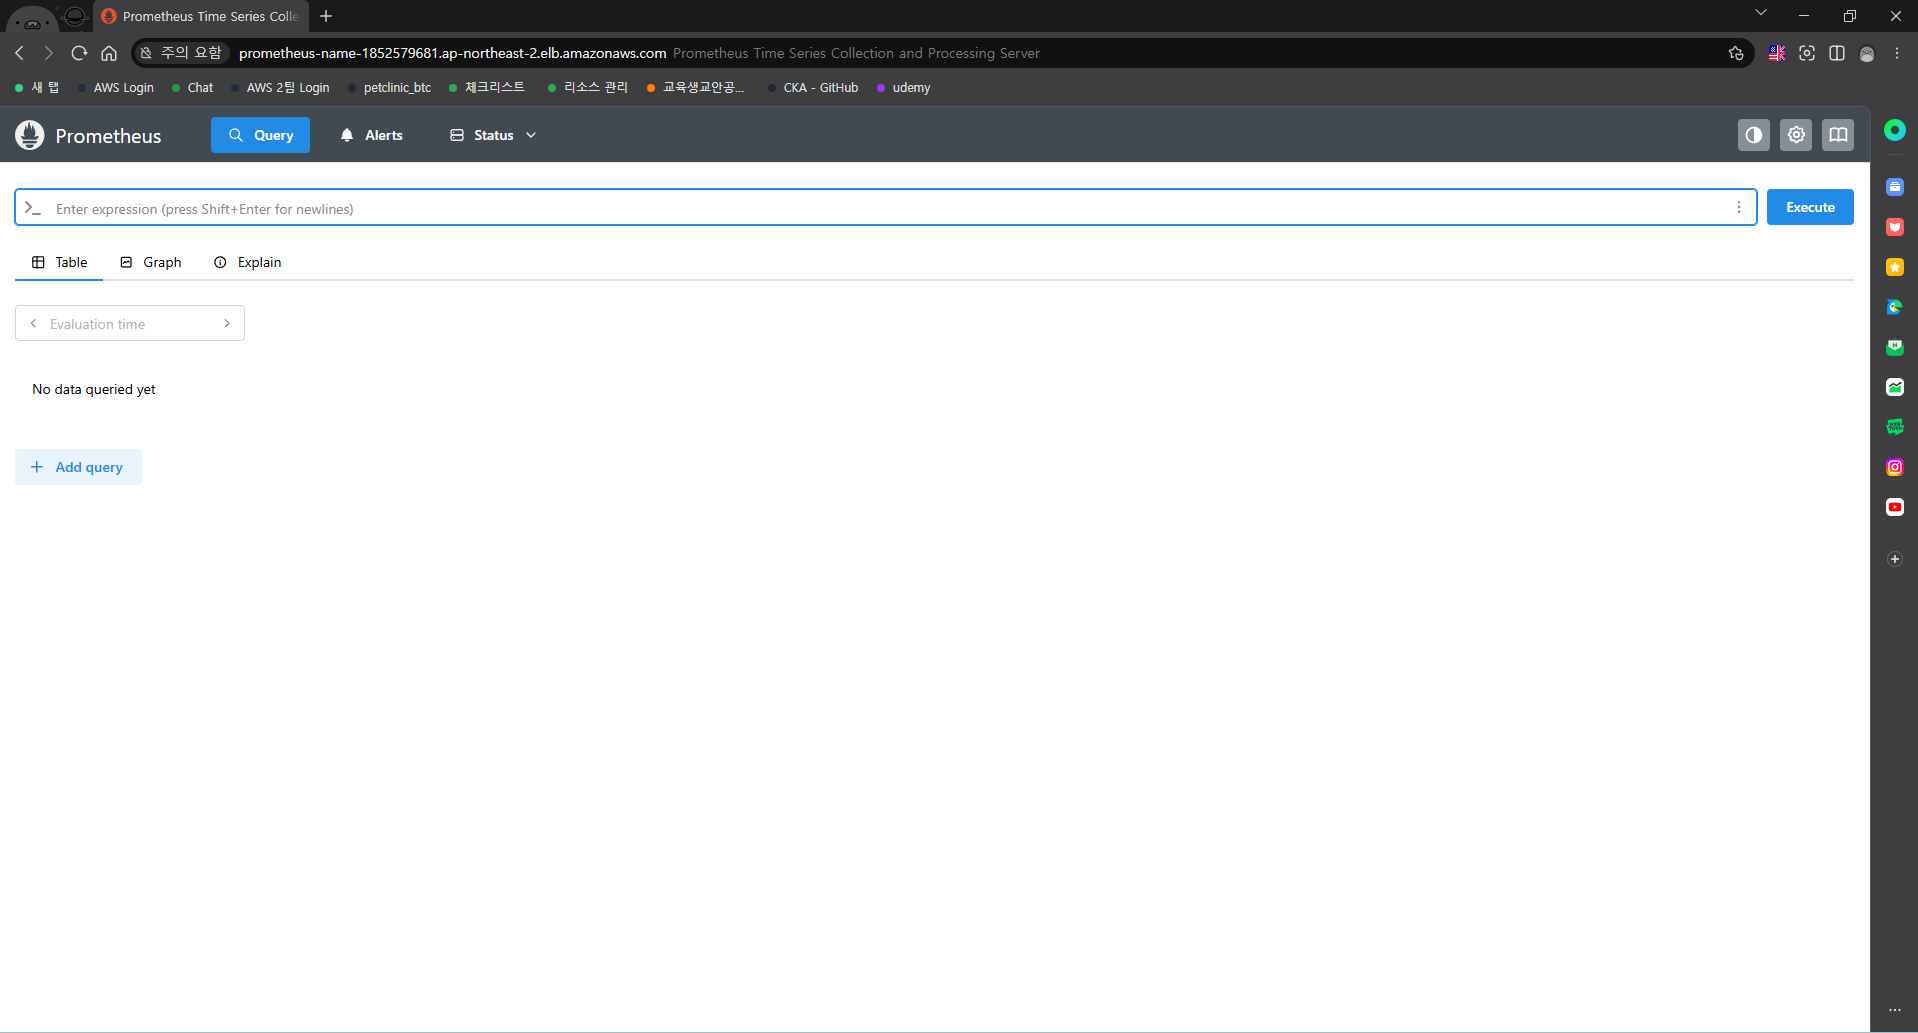 Prometheus Time Series Colle
주의 요함 prometheus-name-1852579681.ap-northeast-2.elb.amazonaws.com Prometheus Time Series Collection and Processing Server
새 탭 AWS Login Chat AWS 2팀 Login petclinic_btc 체크리스트 리소스 관리 교육생교안공... CKA - GitHub udemy
Prometheus Query Alerts Status
Enter expression (press Shift+Enter for newlines) Execute
Table Graph Explain
Evaluation time
No data queried yet
Add query